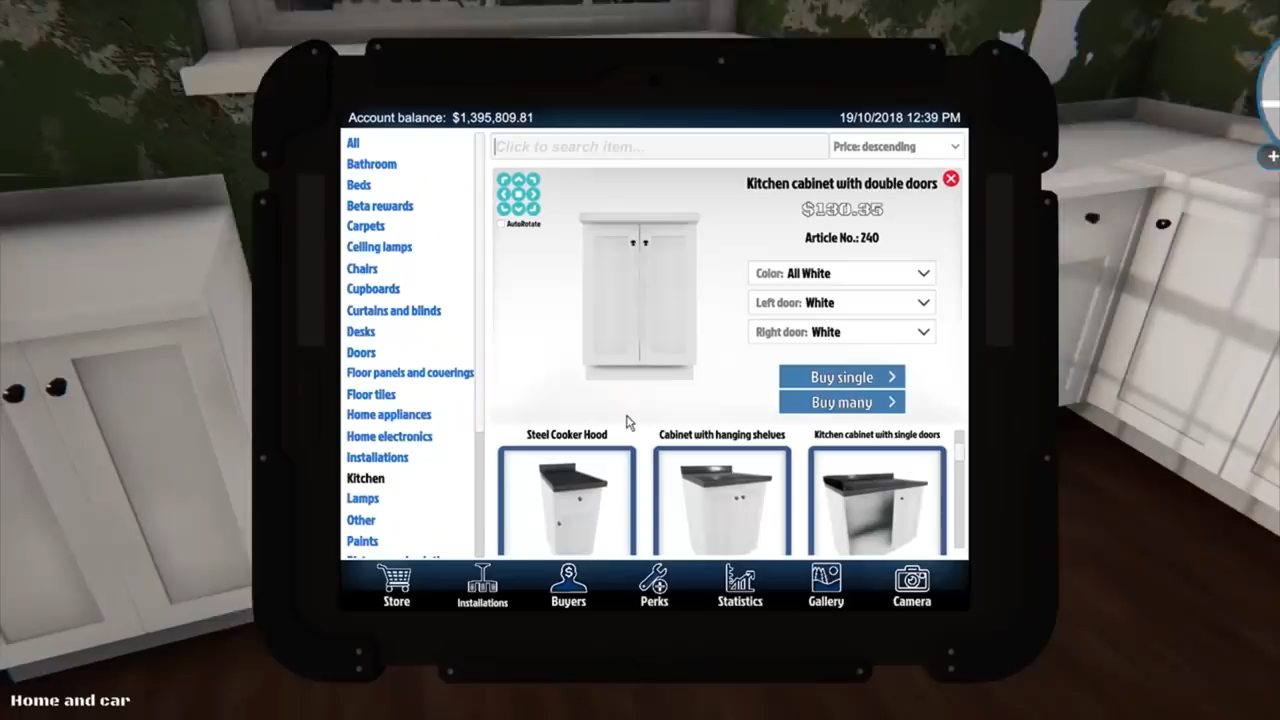 Account balance: $1,395,809.81
19/10/2018 12:39 PM
All
Bathroom
Beds
Beta rewards
Carpets
Ceiling lamps
Chairs
Cupboards
Curtains and blinds
Desks
Doors
Floor panels and coverings
Floor tiles
Home appliances
Home electronics
Installations
Kitchen
Lamps
Other
Paints
Click to search item...
Price: descending
AutoRotate
Kitchen cabinet with double doors
$130.35
Article No.: 240
Color: All White
Left door: White
Right door: White
Buy single
Buy many
Steel Cooker Hood
Cabinet with hanging shelves
Kitchen cabinet with single doors
Store
Installations
Buyers
Perks
Statistics
Gallery
Camera
Home and car